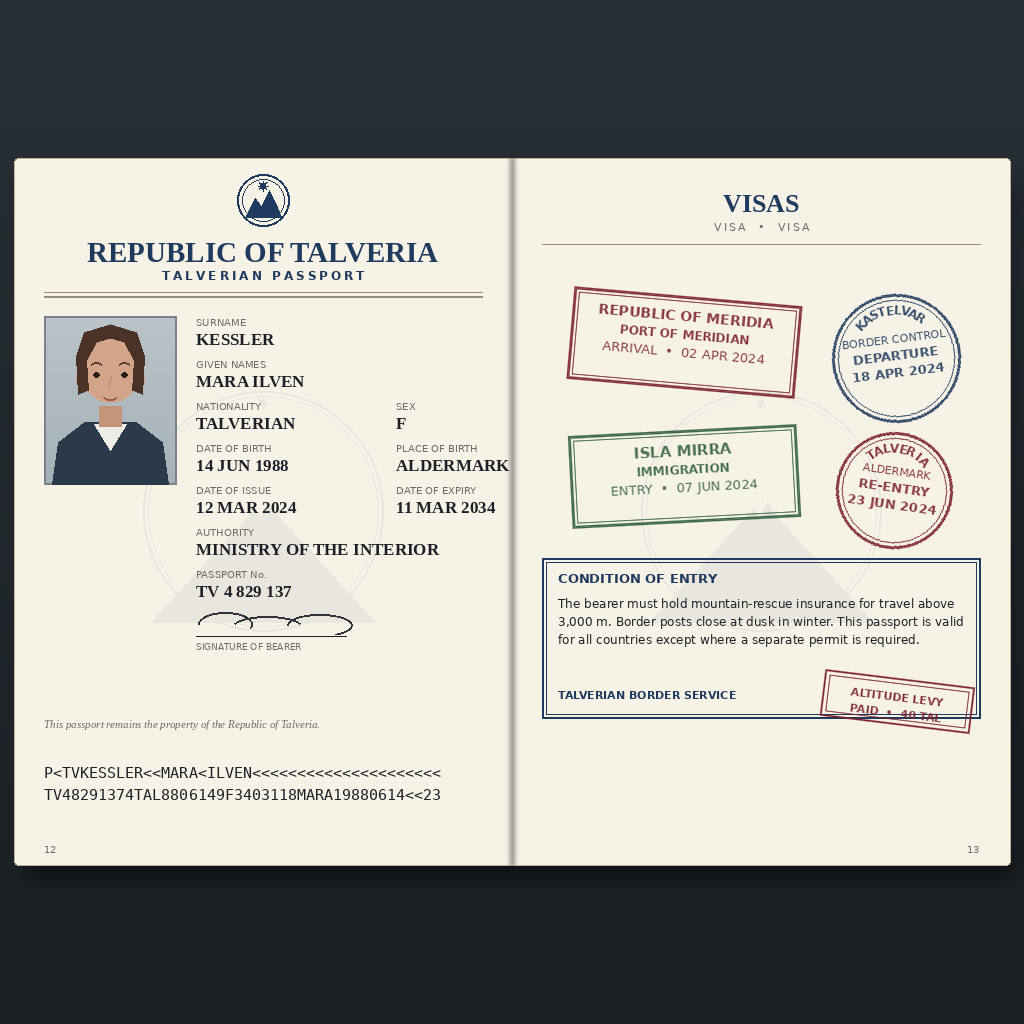 REPUBLIC OF TALVERIA
TALVERIAN PASSPORT
SURNAME
KESSLER
GIVEN NAMES
MARA ILVEN
NATIONALITY SEX
TALVERIAN F
DATE OF BIRTH PLACE OF BIRTH
14 JUN 1988 ALDERMARK
DATE OF ISSUE DATE OF EXPIRY
12 MAR 2024 11 MAR 2034
AUTHORITY
MINISTRY OF THE INTERIOR
PASSPORT No.
TV 4 829 137
SIGNATURE OF BEARER
This passport remains the property of the Republic of Talveria.
P<TVKESSLER<<MARA<ILVEN<<<<<<<<<<<<<<<<<<<<<
TV48291374TAL8806149F3403118MARA19880614<<23
12
VISAS
VISA • VISA
REPUBLIC OF MERIDIA
PORT OF MERIDIAN
ARRIVAL • 02 APR 2024
KASTELVAR
BORDER CONTROL
DEPARTURE
18 APR 2024
ISLA MIRRA
IMMIGRATION
ENTRY • 07 JUN 2024
TALVERIA
ALDERMARK
RE-ENTRY
23 JUN 2024
CONDITION OF ENTRY
The bearer must hold mountain-rescue insurance for travel above
3,000 m. Border posts close at dusk in winter. This passport is valid
for all countries except where a separate permit is required.
TALVERIAN BORDER SERVICE
ALTITUDE LEVY
PAID • 40 TAL
13